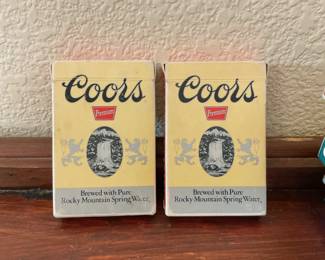 Coors
Premium
Brewed with Pure
Rocky Mountain Spring Water
Coors
Premium
Brewed with Pure
Rocky Mountain Spring Water